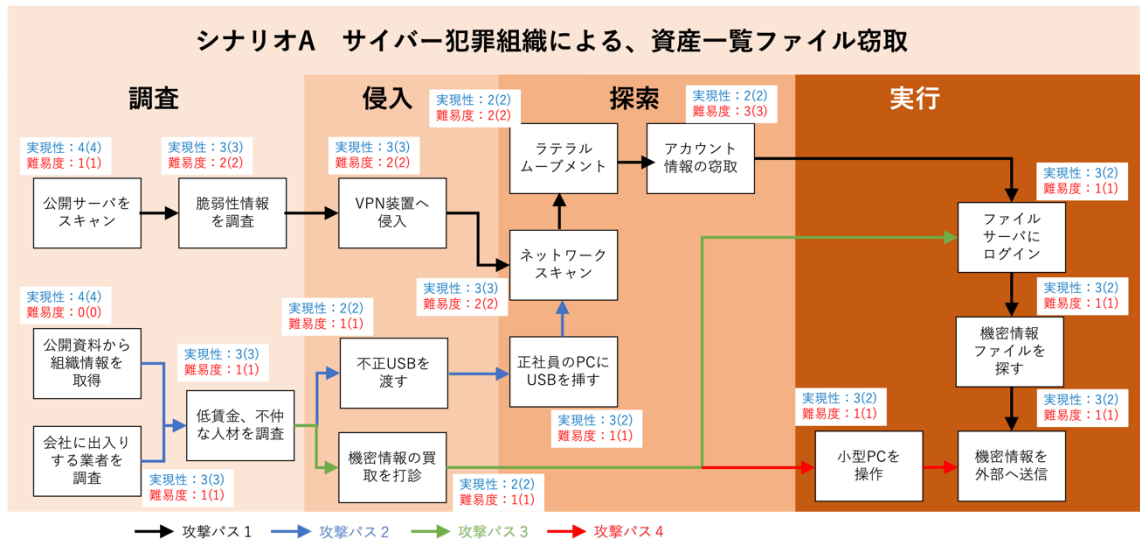 シナリオA　サイバー犯罪組織による、資産一覧ファイル窃取
調査
侵入
探索
実行
実現性：4(4)
難易度：1(1)
公開サーバを
スキャン
実現性：3(3)
難易度：2(2)
脆弱性情報
を調査
実現性：3(3)
難易度：2(2)
VPN装置へ
侵入
実現性：3(3)
難易度：2(2)
ネットワーク
スキャン
実現性：2(2)
難易度：2(2)
ラテラル
ムーブメント
実現性：2(2)
難易度：3(3)
アカウント
情報の窃取
実現性：3(2)
難易度：1(1)
ファイル
サーバに
ログイン
実現性：3(2)
難易度：1(1)
機密情報
ファイルを
探す
実現性：3(2)
難易度：1(1)
機密情報を
外部へ送信
実現性：4(4)
難易度：0(0)
公開資料から
組織情報を
取得
会社に出入り
する業者を
調査
実現性：3(3)
難易度：1(1)
実現性：3(3)
難易度：1(1)
低賃金、不仲
な人材を調査
実現性：2(2)
難易度：1(1)
不正USBを
渡す
正社員のPCに
USBを挿す
実現性：3(2)
難易度：1(1)
機密情報の買
取を打診
実現性：2(2)
難易度：1(1)
実現性：3(2)
難易度：1(1)
小型PCを
操作
攻撃パス1
攻撃パス2
攻撃パス3
攻撃パス4